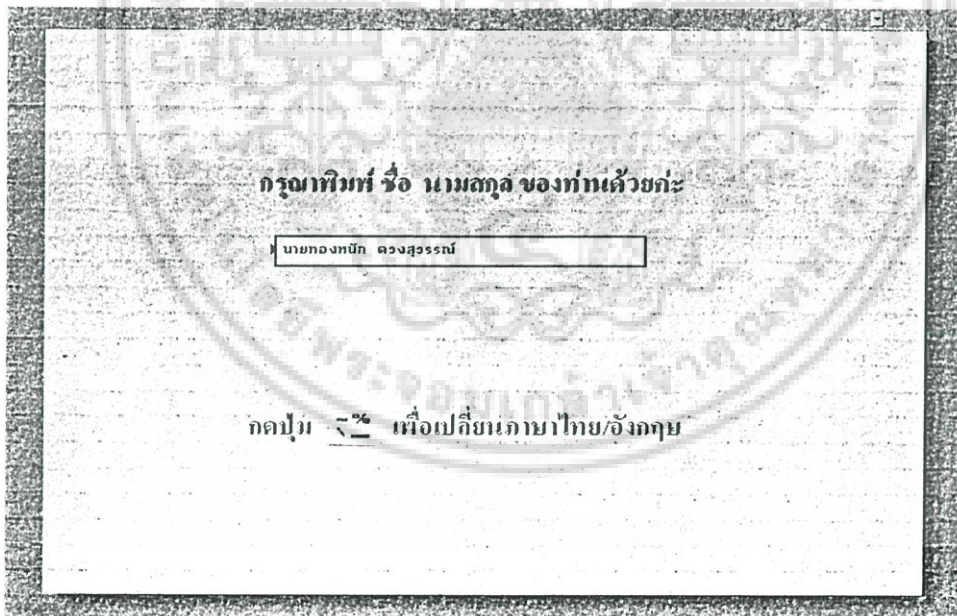 กรุณาพิมพ์ ชื่อ นามสกุล ของท่านด้วยค่ะ
นายทองหนัก ดวงสุวรรณ์
กดปุ่ม เพื่อเปลี่ยนภาษาไทย/อังกฤษ